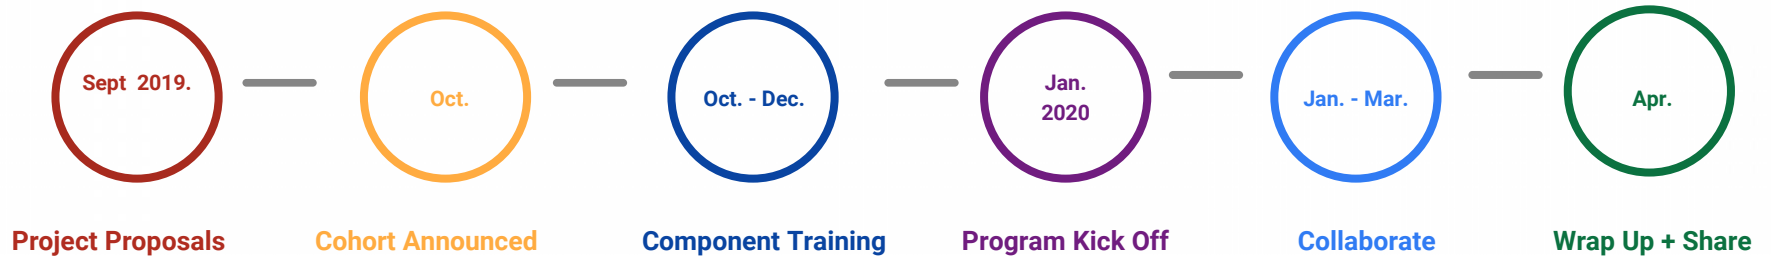 Sept 2019.
Oct.
Oct. - Dec.
Jan.
2020
Jan. - Mar.
Apr.
Project Proposals
Cohort Announced
Component Training
Program Kick Off
Collaborate
Wrap Up + Share